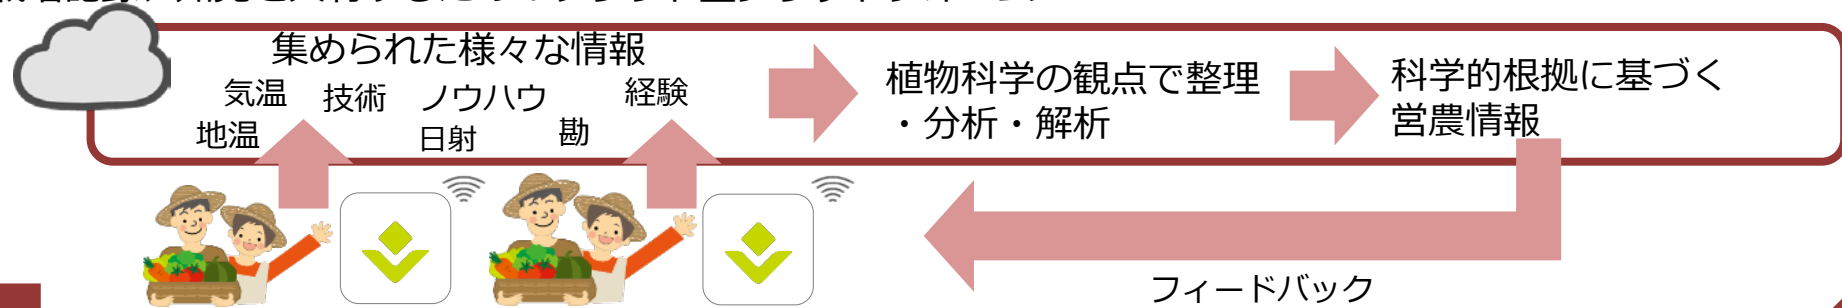 集められた様々な情報
気温 技術 ノウハウ 経験
地温 日射 勘
植物科学の観点で整理
・分析・解析
科学的根拠に基づく
営農情報
フィードバック